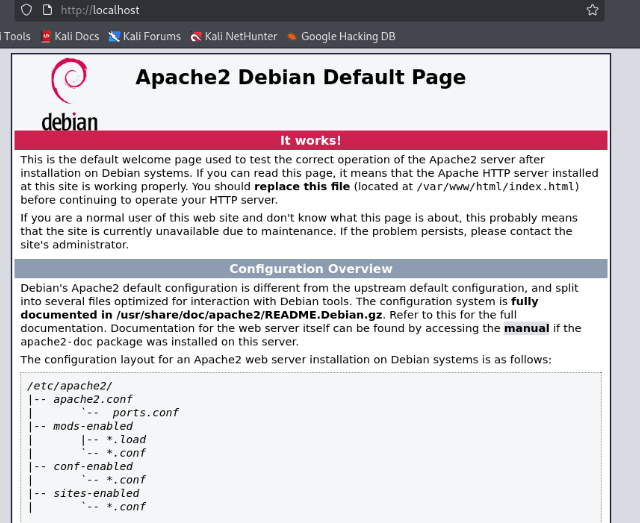 http://localhost
i Tools Kali Docs Kali Forums Kali NetHunter Google Hacking DB
debian
Apache2 Debian Default Page
It works!
This is the default welcome page used to test the correct operation of the Apache2 server after
installation on Debian systems. If you can read this page, it means that the Apache HTTP server installed
at this site is working properly. You should replace this file (located at /var/www/html/index.html)
before continuing to operate your HTTP server.
If you are a normal user of this web site and don't know what this page is about, this probably means
that the site is currently unavailable due to maintenance. If the problem persists, please contact the
site's administrator.
Configuration Overview
Debian's Apache2 default configuration is different from the upstream default configuration, and split
into several files optimized for interaction with Debian tools. The configuration system is fully
documented in /usr/share/doc/apache2/README.Debian.gz. Refer to this for the full
documentation. Documentation for the web server itself can be found by accessing the manual if the
apache2-doc package was installed on this server.
The configuration layout for an Apache2 web server installation on Debian systems is as follows:
/etc/apache2/
|-- apache2.conf
|       `--  ports.conf
|-- mods-enabled
|       |-- *.load
|       `-- *.conf
|-- conf-enabled
|       `-- *.conf
|-- sites-enabled
|       `-- *.conf